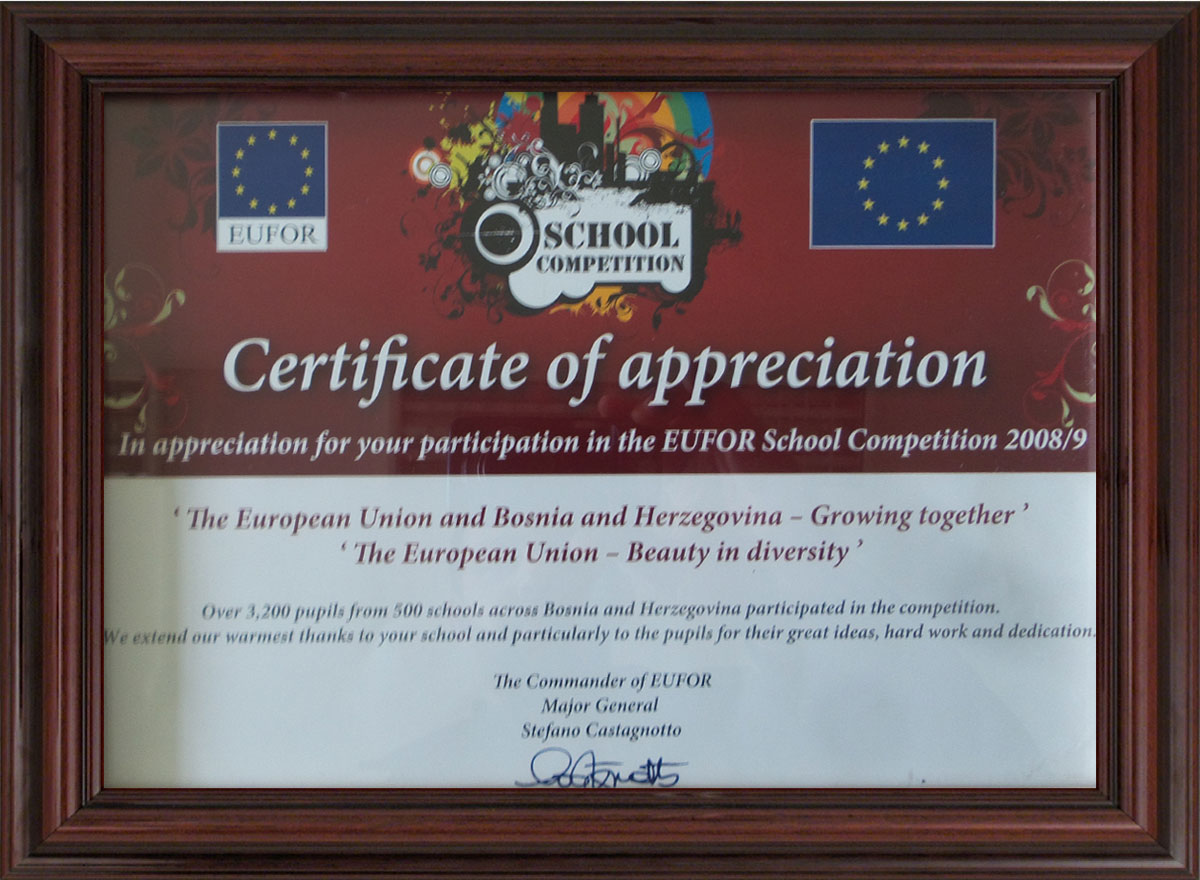 EUFOR
SCHOOL
COMPETITION
Certificate of appreciation
In appreciation for your participation in the EUFOR School Competition 2008/9
‘ The European Union and Bosnia and Herzegovina – Growing together ’
‘ The European Union – Beauty in diversity ’
Over 3,200 pupils from 500 schools across Bosnia and Herzegovina participated in the competition.
We extend our warmest thanks to your school and particularly to the pupils for their great ideas, hard work and dedication.
The Commander of EUFOR
Major General
Stefano Castagnotto